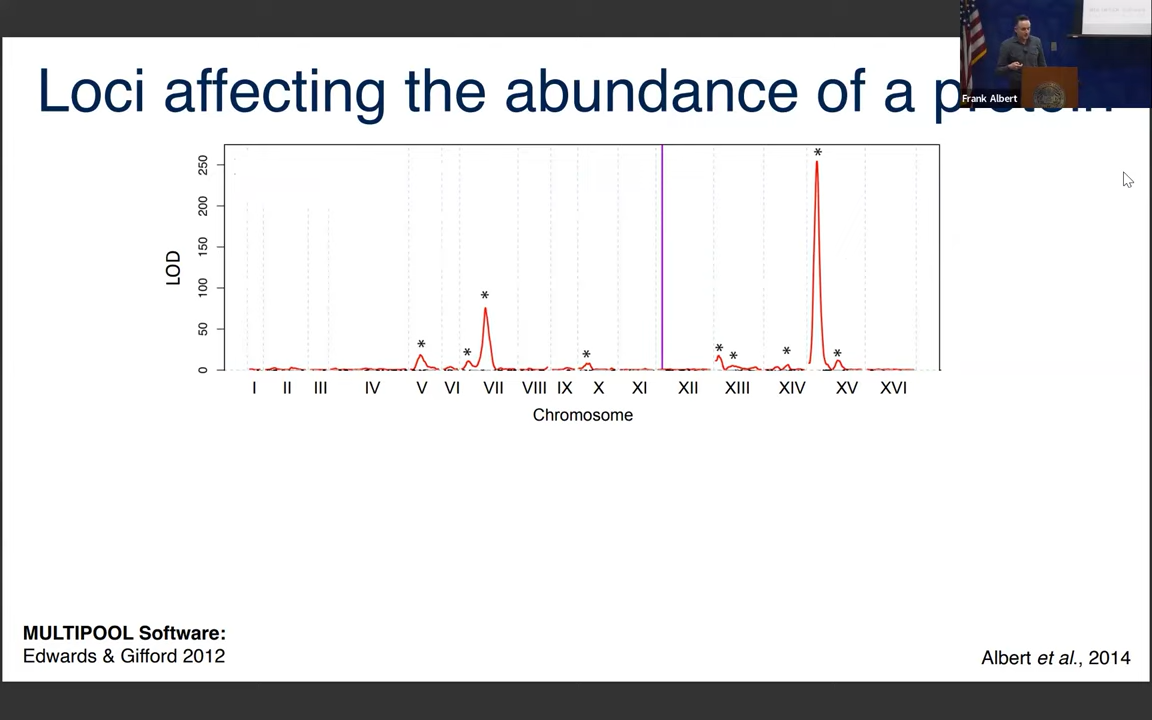 Loci affecting the abundance of a protein
Frank Albert
250
200
150
100
50
0
LOD
* * * * * * * * *
I II III IV V VI VII VIII IX X XI XII XIII XIV XV XVI
Chromosome
MULTIPOOL Software:
Edwards & Gifford 2012
Albert et al., 2014